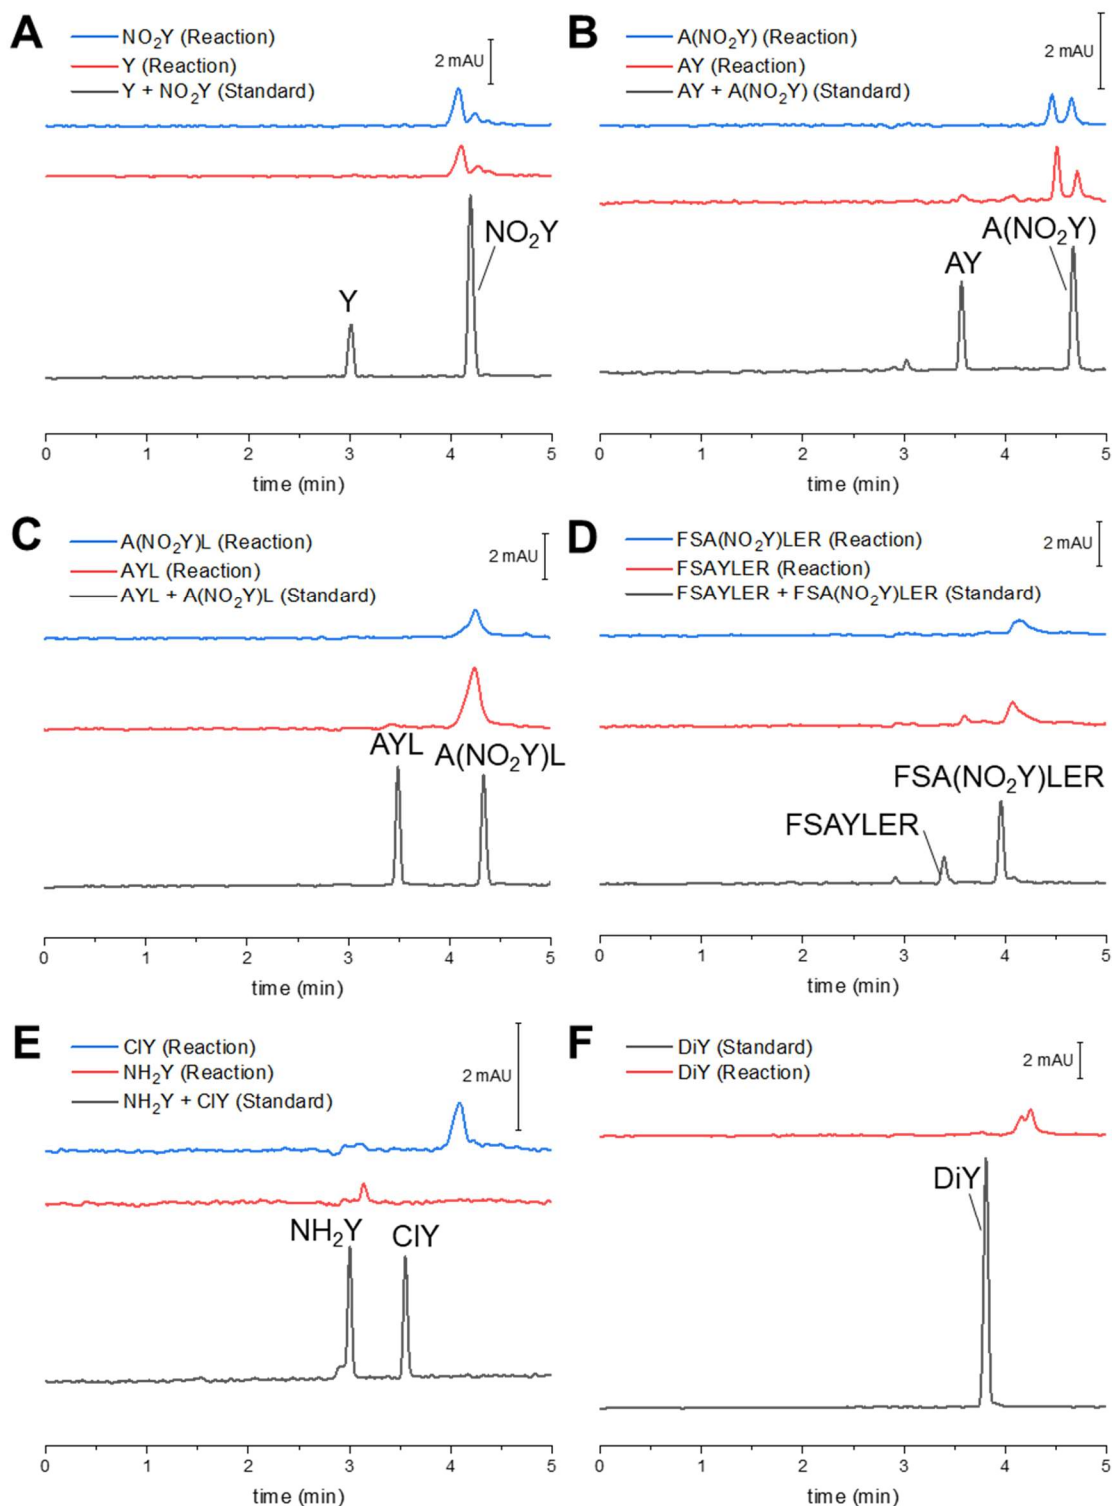 A
NO₂Y (Reaction)
Y (Reaction)
Y + NO₂Y (Standard)
2 mAU
Y
NO₂Y
0 1 2 3 4 5
time (min)
B
A(NO₂Y) (Reaction)
AY (Reaction)
AY + A(NO₂Y) (Standard)
2 mAU
AY
A(NO₂Y)
0 1 2 3 4 5
time (min)
C
A(NO₂Y)L (Reaction)
AYL (Reaction)
AYL + A(NO₂Y)L (Standard)
2 mAU
AYL
A(NO₂Y)L
0 1 2 3 4 5
time (min)
D
FSA(NO₂Y)LER (Reaction)
FSAYLER (Reaction)
FSAYLER + FSA(NO₂Y)LER (Standard)
2 mAU
FSA(NO₂Y)LER
FSAYLER
0 1 2 3 4 5
time (min)
E
ClY (Reaction)
NH₂Y (Reaction)
NH₂Y + ClY (Standard)
2 mAU
NH₂Y
ClY
0 1 2 3 4 5
time (min)
F
DiY (Standard)
DiY (Reaction)
2 mAU
DiY
0 1 2 3 4 5
time (min)